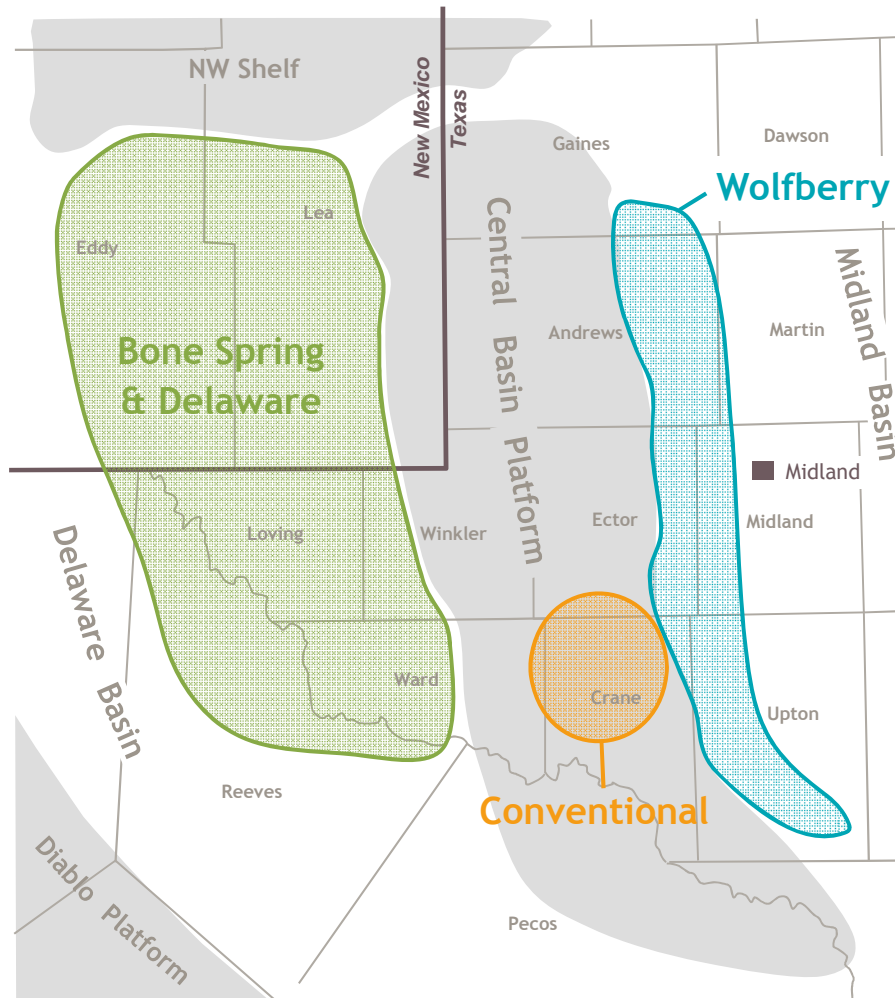 NW Shelf
New Mexico
Texas
Gaines
Dawson
Wolfberry
Lea
Eddy
Central Basin Platform
Midland Basin
Andrews
Martin
Bone Spring
& Delaware
Midland
Loving
Winkler
Ector
Midland
Delaware Basin
Ward
Crane
Upton
Reeves
Conventional
Diablo Platform
Pecos